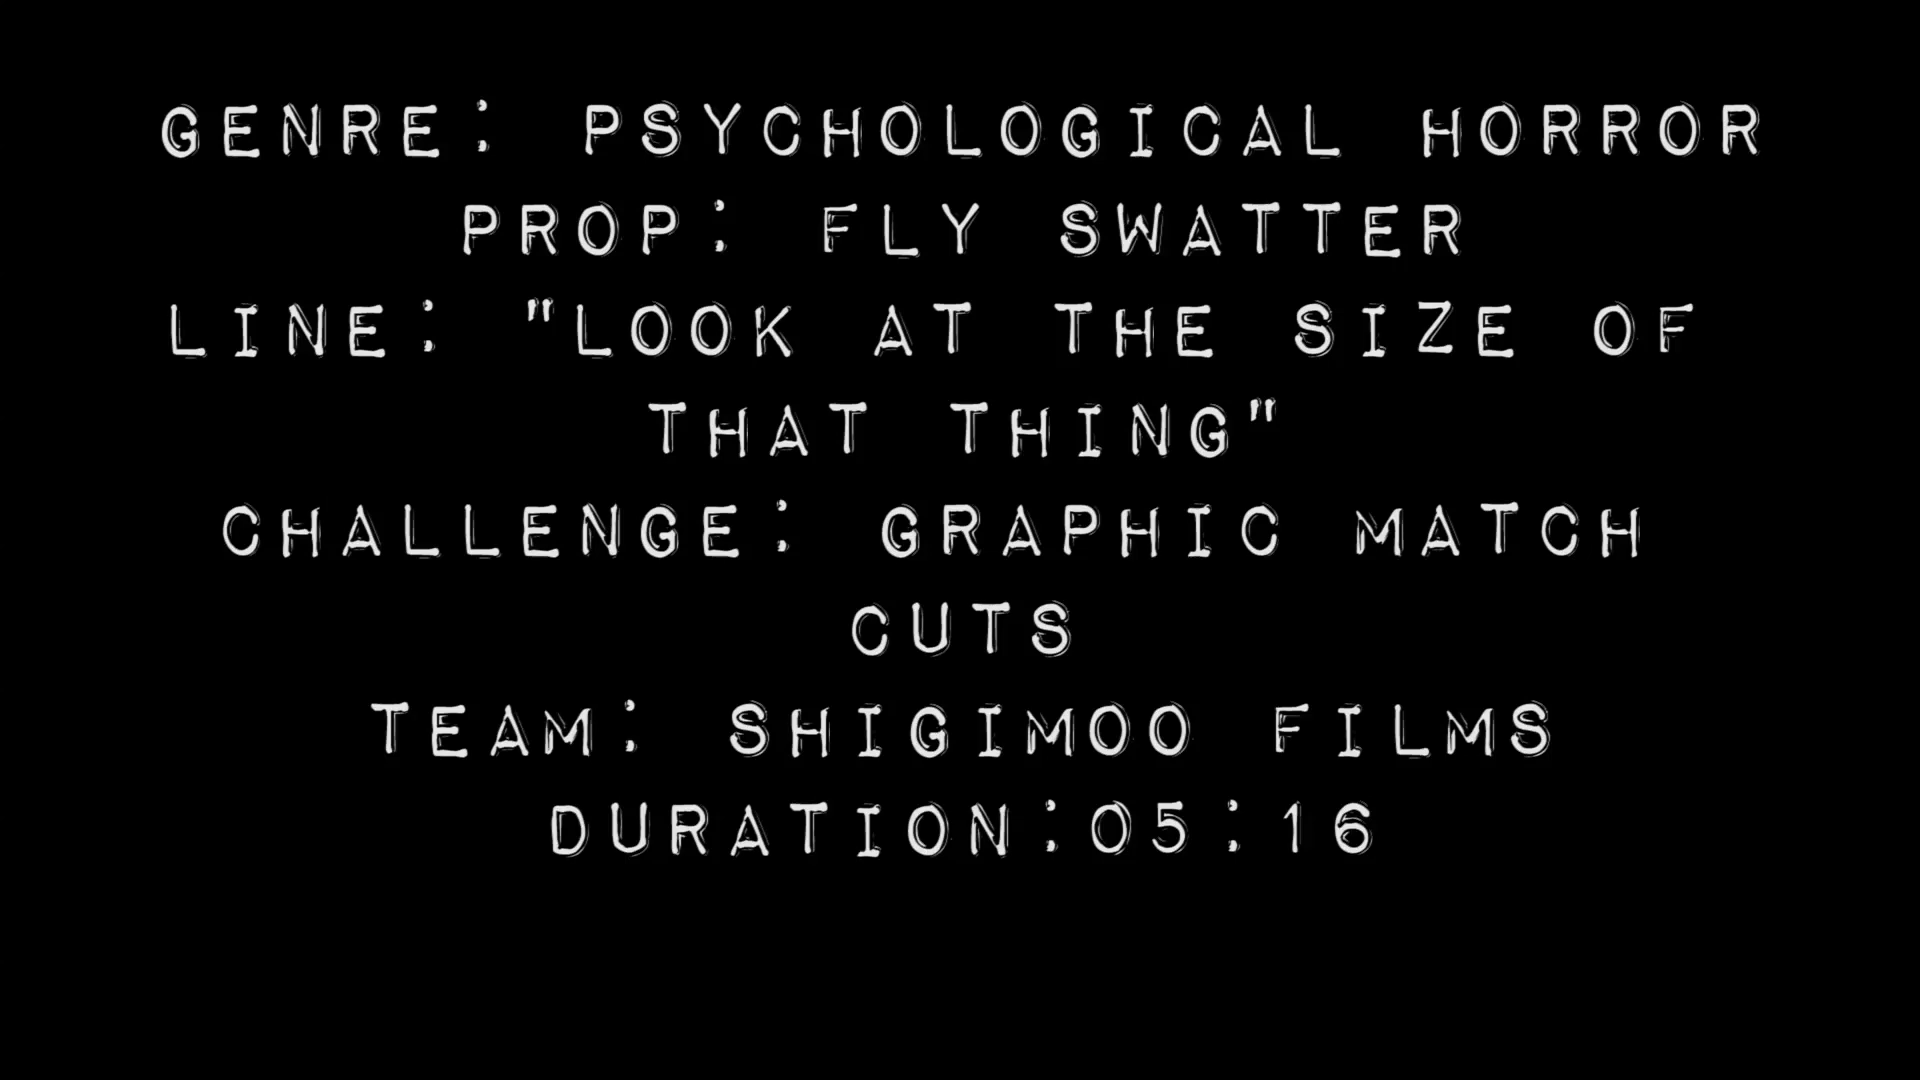 GENRE: PSYCHOLOGICAL HORROR
PROP: FLY SWATTER
LINE: "LOOK AT THE SIZE OF
THAT THING"
CHALLENGE: GRAPHIC MATCH
CUTS
TEAM: SHIGIMOO FILMS
DURATION:05:16